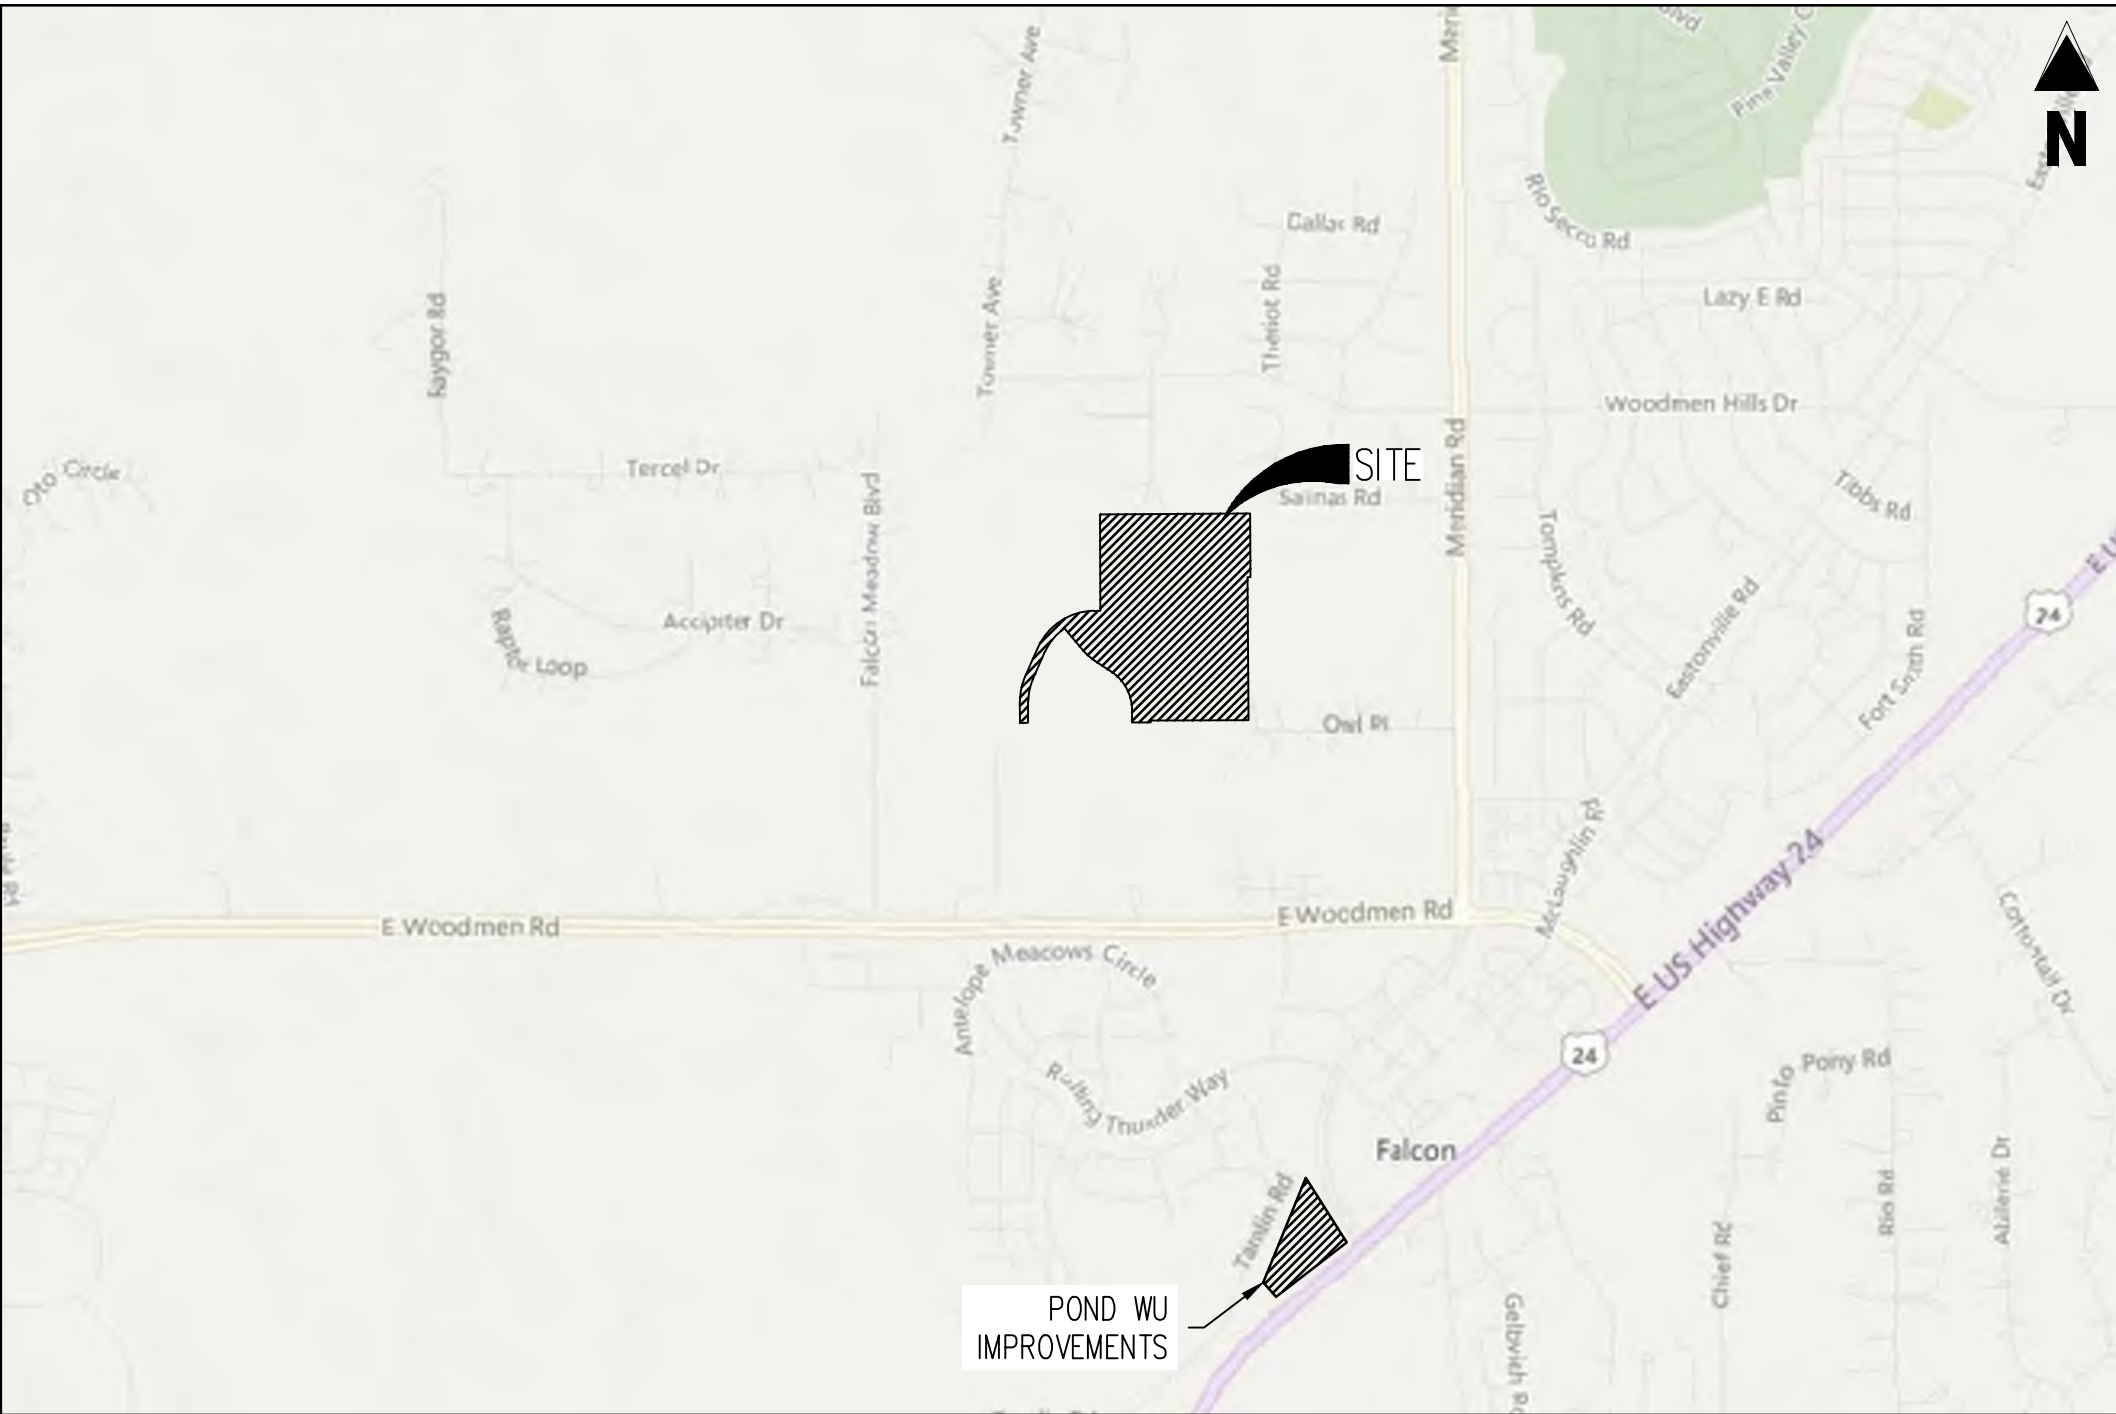 Blvd
Pine Valley C
Towner Ave
N
Rio Secco Rd
Dallas Rd
Lazy E Rd
Theriot Rd
Towner Ave
Raygor Rd
Woodmen Hills Dr
Meridian Rd
Oto Circle
Tercel Dr
SITE
Salinas Rd
Tibbs Rd
Falcon Meadow Blvd
Tompkins Rd
Eastonville Rd
24
Fort Smith Rd
Accipiter Dr
Raptor Loop
Owl Pl
McLaughlin Rd
E US Highway 24
E Woodmen Rd
E Woodmen Rd
Cottontail Dr
Antelope Meadows Circle
24
Rolling Thunder Way
Pinto Pony Rd
Falcon
Tamlin Rd
Rio Rd
Abilene Dr
Chief Rd
POND WU
IMPROVEMENTS